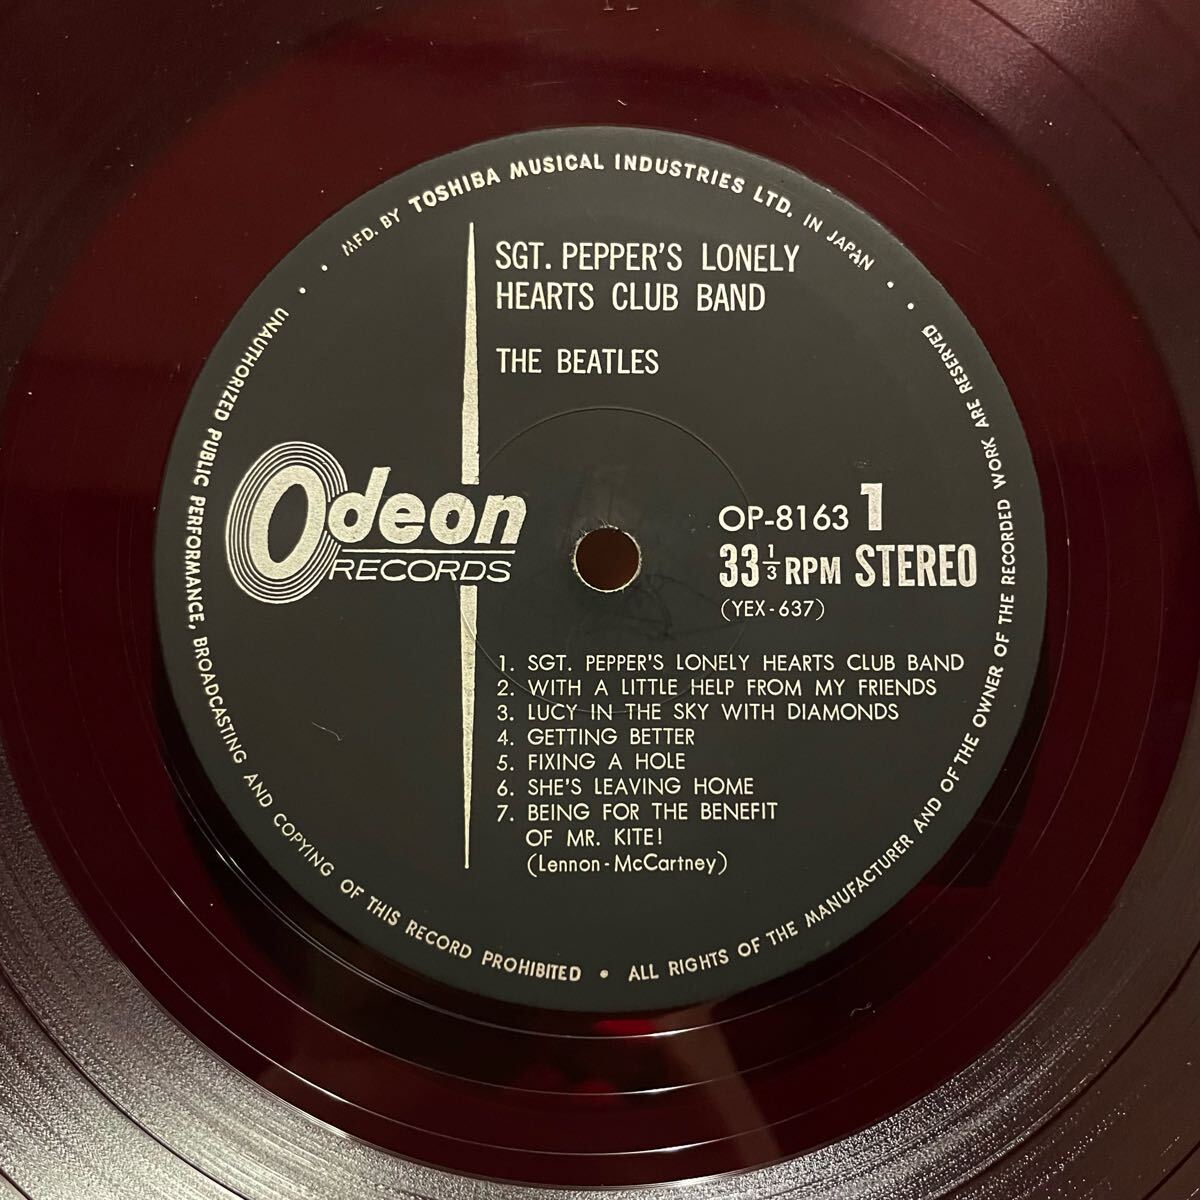 MFD. BY TOSHIBA MUSICAL INDUSTRIES LTD. IN JAPAN
SGT. PEPPER'S LONELY
HEARTS CLUB BAND
THE BEATLES
Odeon
RECORDS
OP-8163 1
33 1/3 RPM STEREO
(YEX-637)
1. SGT. PEPPER'S LONELY HEARTS CLUB BAND
2. WITH A LITTLE HELP FROM MY FRIENDS
3. LUCY IN THE SKY WITH DIAMONDS
4. GETTING BETTER
5. FIXING A HOLE
6. SHE'S LEAVING HOME
7. BEING FOR THE BENEFIT
OF MR. KITE!
(Lennon-McCartney)
UNAUTHORIZED PUBLIC PERFORMANCE, BROADCASTING AND COPYING OF THIS RECORD PROHIBITED • ALL RIGHTS OF THE MANUFACTURER AND OF THE OWNER OF THE RECORDED WORK ARE RESERVED